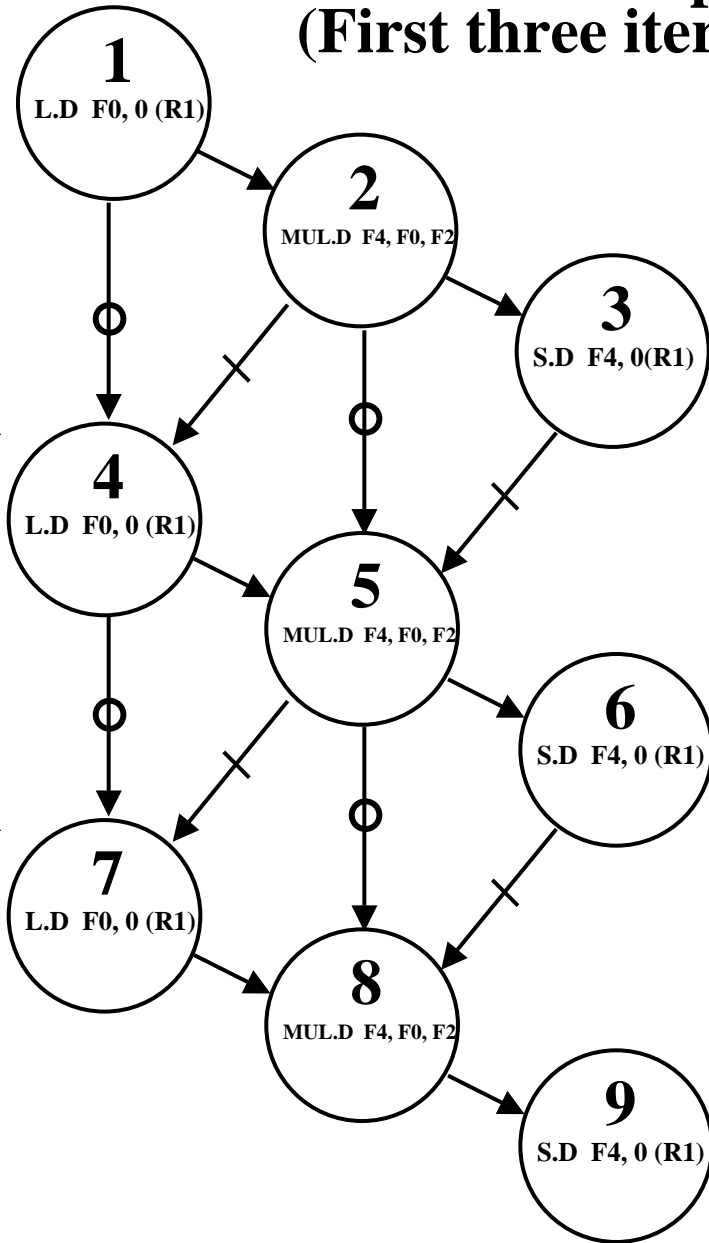 (First three iter
1
L.D F0, 0 (R1)
2
MUL.D F4, F0, F2
3
S.D F4, 0(R1)
4
L.D F0, 0 (R1)
5
MUL.D F4, F0, F2
6
S.D F4, 0 (R1)
7
L.D F0, 0 (R1)
8
MUL.D F4, F0, F2
9
S.D F4, 0 (R1)